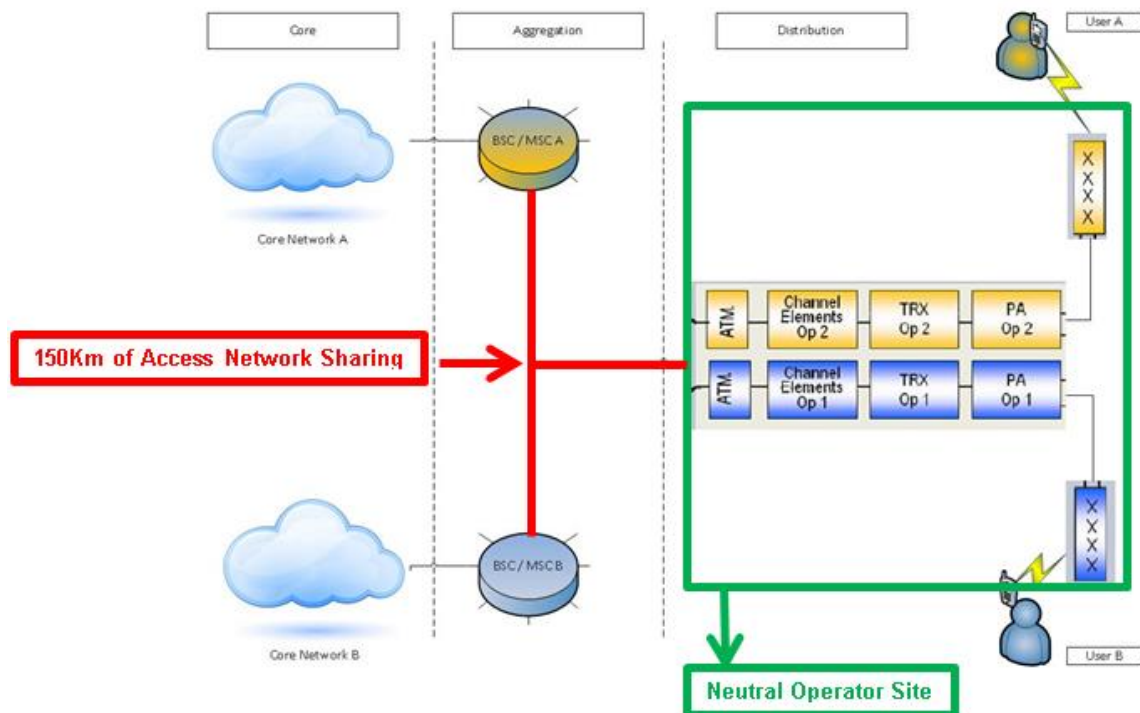 Core
Aggregation
Distribution
User A
BSC / MSC A
Core Network A
X
X
X
X
ATM.
Channel
Elements
Op 2
TRX
Op 2
PA
Op 2
150Km of Access Network Sharing
ATM.
Channel
Elements
Op 1
TRX
Op 1
PA
Op 1
X
X
X
X
BSC / MSC B
Core Network B
User B
Neutral Operator Site